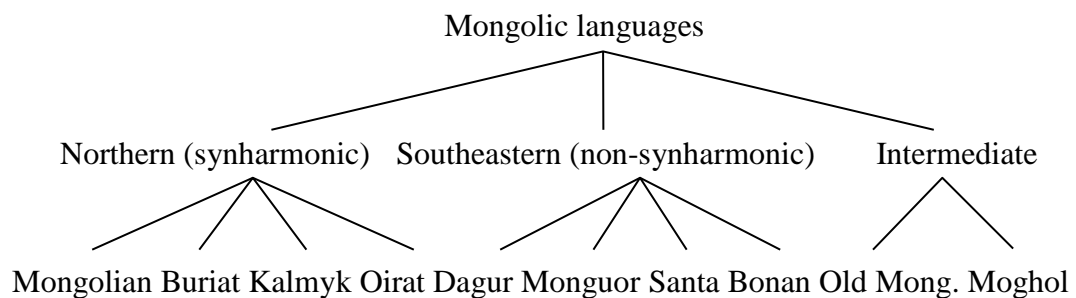 Mongolic languages
Northern (synharmonic) Southeastern (non-synharmonic) Intermediate
Mongolian Buriat Kalmyk Oirat Dagur Monguor Santa Bonan Old Mong. Moghol